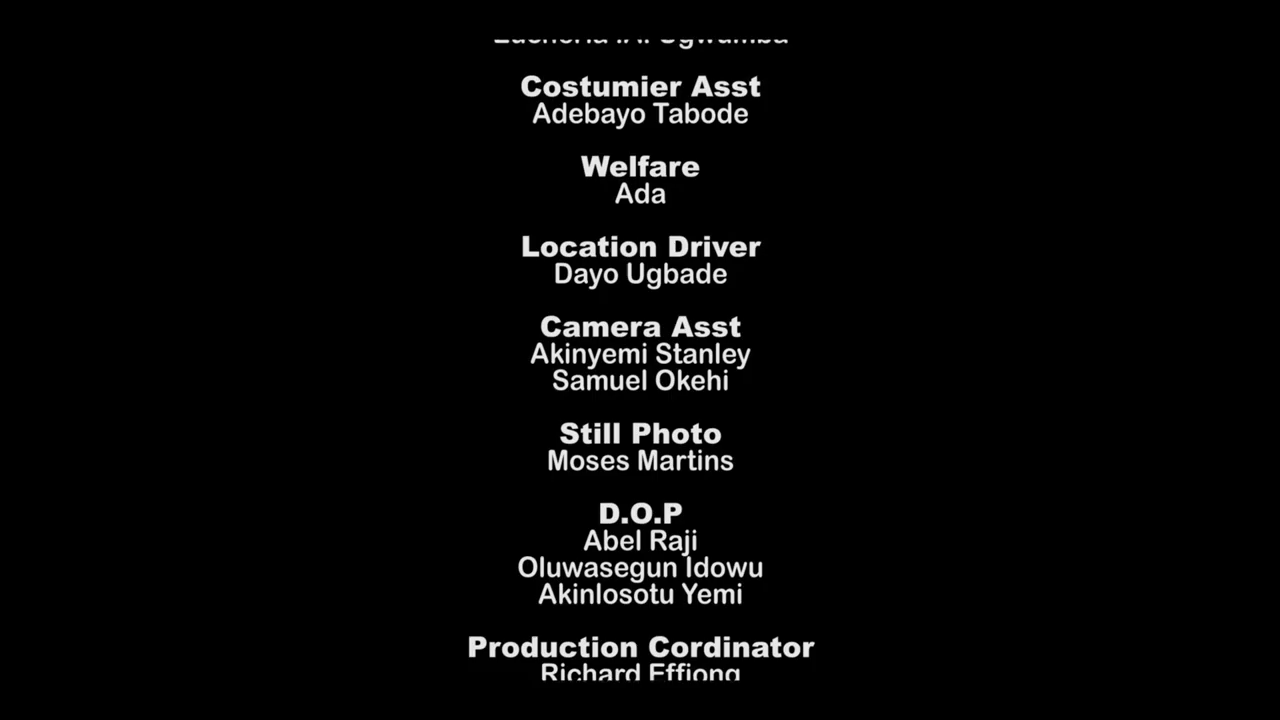 Costumier Asst
Adebayo Tabode
Welfare
Ada
Location Driver
Dayo Ugbade
Camera Asst
Akinyemi Stanley
Samuel Okehi
Still Photo
Moses Martins
D.O.P
Abel Raji
Oluwasegun Idowu
Akinlosotu Yemi
Production Cordinator
Richard Effiong